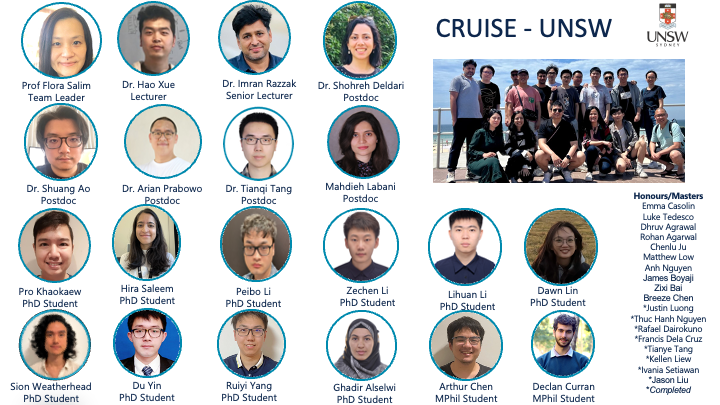 CRUISE - UNSW
UNSW
SYDNEY
Prof Flora Salim
Team Leader
Dr. Hao Xue
Lecturer
Dr. Imran Razzak
Senior Lecturer
Dr. Shohreh Deldari
Postdoc
Dr. Shuang Ao
Postdoc
Dr. Arian Prabowo
Postdoc
Dr. Tianqi Tang
Postdoc
Mahdieh Labani
Postdoc
Pro Khaokaew
PhD Student
Hira Saleem
PhD Student
Peibo Li
PhD Student
Zechen Li
PhD Student
Lihuan Li
PhD Student
Dawn Lin
PhD Student
Sion Weatherhead
PhD Student
Du Yin
PhD Student
Ruiyi Yang
PhD Student
Ghadir Alselwi
PhD Student
Arthur Chen
MPhil Student
Declan Curran
MPhil Student
Honours/Masters
Emma Casolin
Luke Tedesco
Dhruv Agrawal
Rohan Agarwal
Chenlu Ju
Matthew Low
Anh Nguyen
James Boyaji
Zixi Bai
Breeze Chen
*Justin Luong
*Thuc Hanh Nguyen
*Rafael Dairokuno
*Francis Dela Cruz
*Tianye Tang
*Kellen Liew
*Ivania Setiawan
*Jason Liu
*Completed